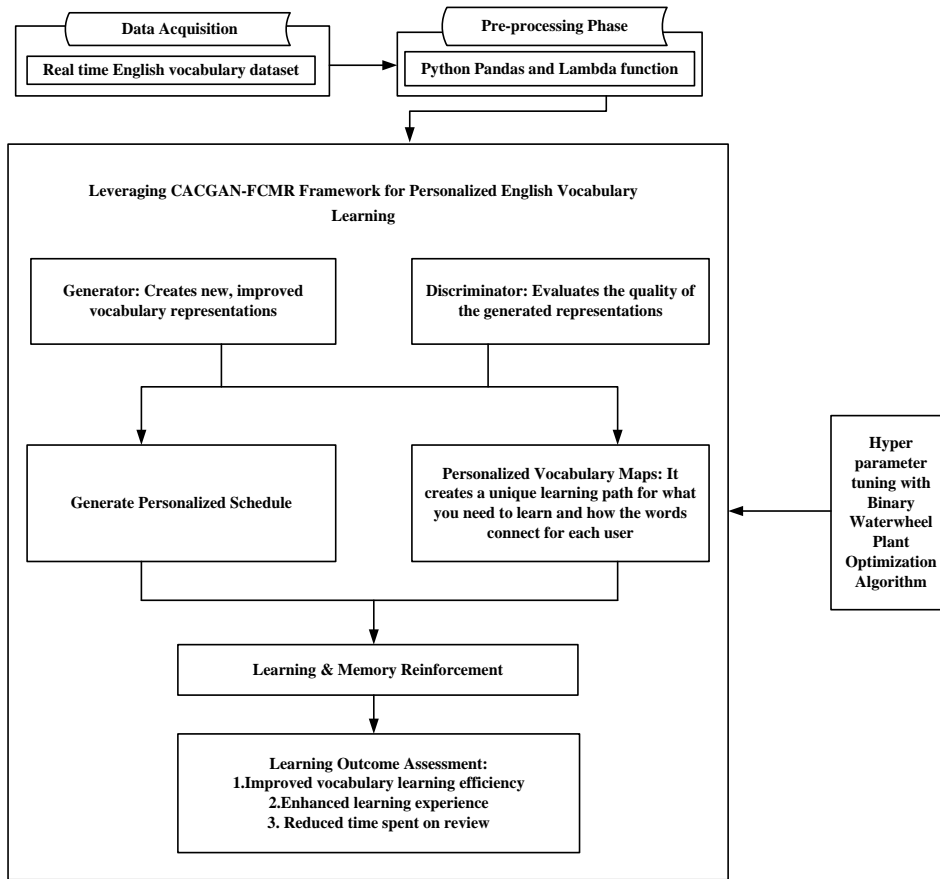 Data Acquisition
Real time English vocabulary dataset
Pre-processing Phase
Python Pandas and Lambda function
Leveraging CACGAN-FCMR Framework for Personalized English Vocabulary
Learning
Generator: Creates new, improved
vocabulary representations
Discriminator: Evaluates the quality of
the generated representations
Generate Personalized Schedule
Personalized Vocabulary Maps: It
creates a unique learning path for what
you need to learn and how the words
connect for each user
Hyper
parameter
tuning with
Binary
Waterwheel
Plant
Optimization
Algorithm
Learning & Memory Reinforcement
Learning Outcome Assessment:
1.Improved vocabulary learning efficiency
2.Enhanced learning experience
3. Reduced time spent on review